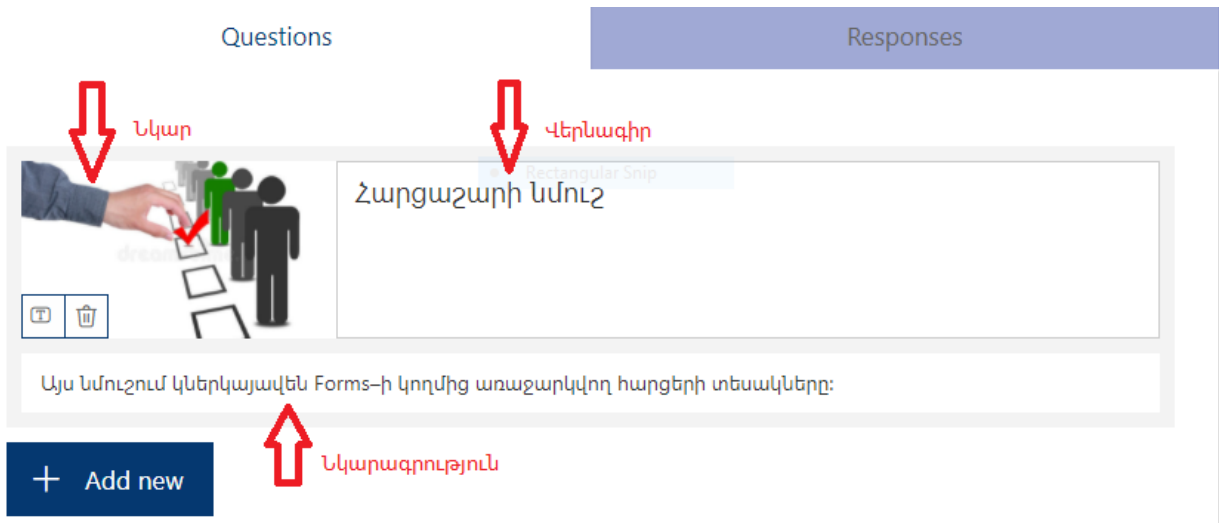 Questions
Responses
Նկար
Վերնագիր
Rectangular Snip
Հարցաշարի նմուշ
Այս նմուշում կներկայավեն Forms–ի կողմից առաջարկվող հարցերի տեսակները:
Նկարագրություն
+ Add new